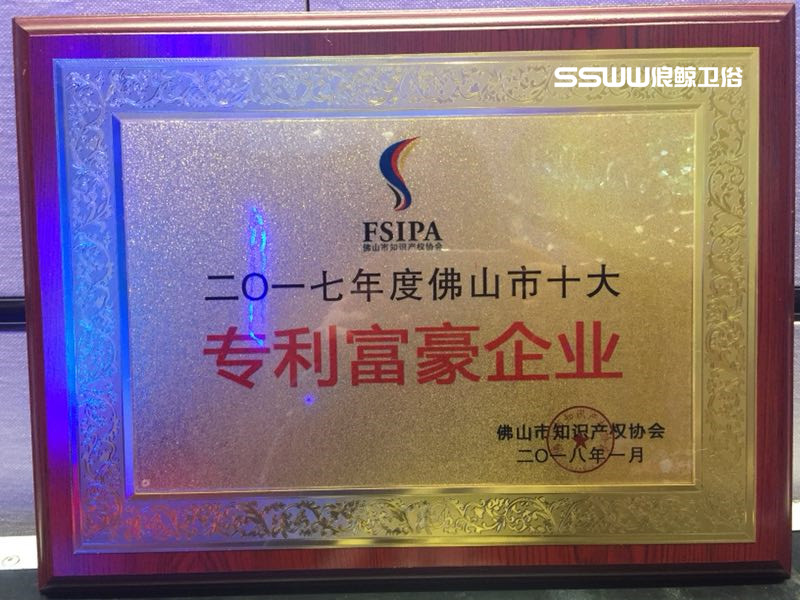 SSWW浪鲸卫俗
FSIPA
佛山市知识产权协会
二〇一七年度佛山市十大
专利富豪企业
佛山市知识产权协会
二〇一八年一月